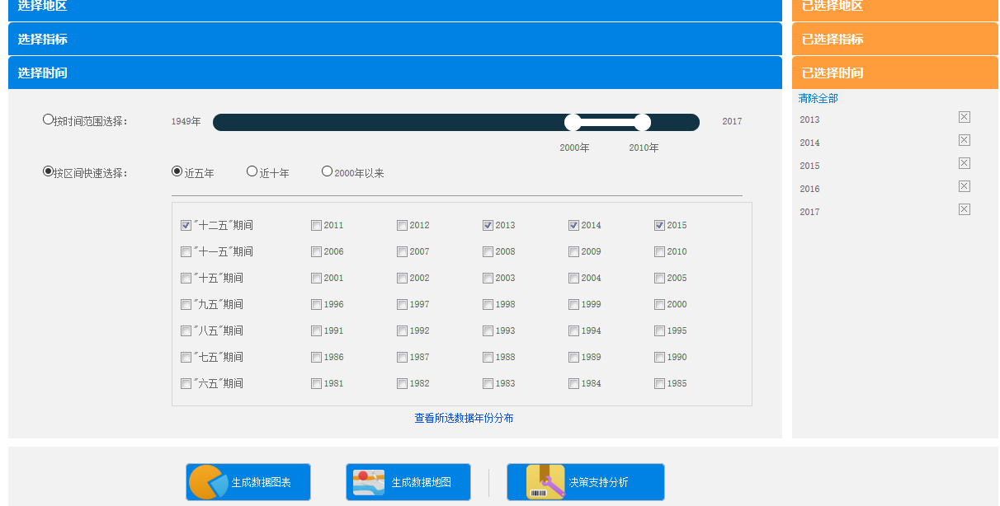 选择地区
已选择地区
选择指标
已选择指标
选择时间
已选择时间
清除全部
按时间范围选择：
1949年
2017
2000年
2010年
2013
2014
2015
2016
2017
按区间快速选择：
近五年
近十年
2000年以来
"十二五"期间 2011 2012 2013 2014 2015
"十一五"期间 2006 2007 2008 2009 2010
"十五"期间 2001 2002 2003 2004 2005
"九五"期间 1996 1997 1998 1999 2000
"八五"期间 1991 1992 1993 1994 1995
"七五"期间 1986 1987 1988 1989 1990
"六五"期间 1981 1982 1983 1984 1985
查看所选数据年份分布
生成数据图表
生成数据地图
决策支持分析